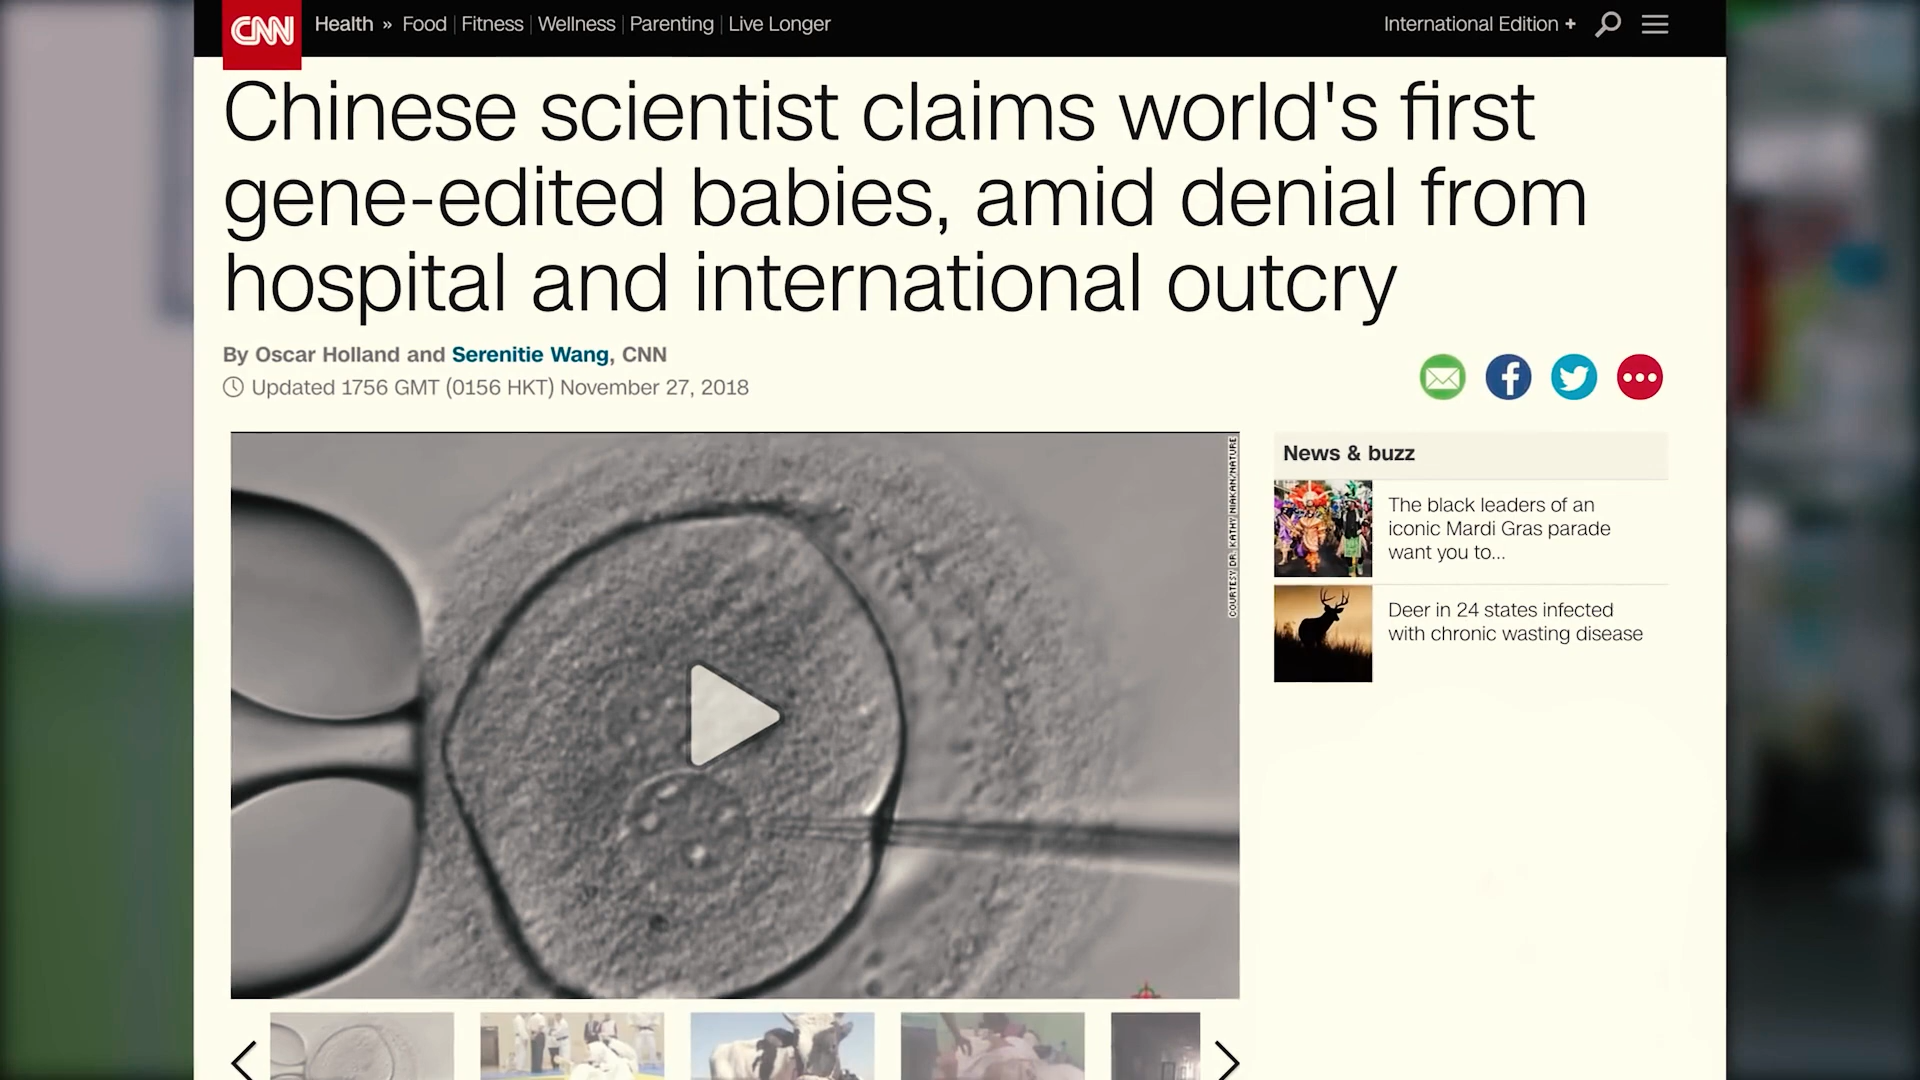 CNN
Health » Food | Fitness | Wellness | Parenting | Live Longer
International Edition +
Chinese scientist claims world's first
gene-edited babies, amid denial from
hospital and international outcry
By Oscar Holland and Serenitie Wang, CNN
Updated 1756 GMT (0156 HKT) November 27, 2018
COURTESY DR. KATHY NIAKAN/NATURE
News & buzz
The black leaders of an
iconic Mardi Gras parade
want you to...
Deer in 24 states infected
with chronic wasting disease